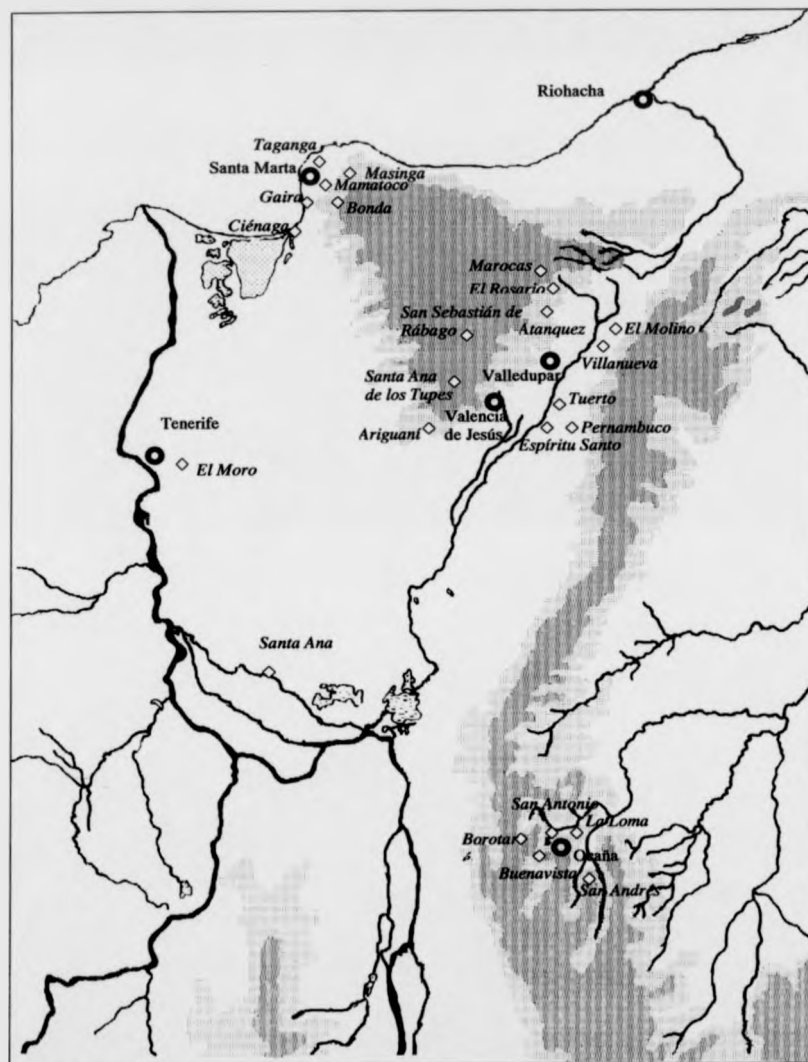 Riohacha
Taganga
Santa Marta
Masinga
Mamatoco
Gaira
Bonda
Ciénaga
Marocas
El Rosario
San Sebastián de
Rábago
Atanquez
El Molino
Villanueva
Valledupar
Santa Ana
de los Tupes
Valencia
de Jesús
Tuerto
Ariguaní
Pernambuco
Espíritu Santo
Tenerife
El Moro
Santa Ana
San Antonio
La Loma
Borotaré
Ocaña
Buenavista
San Andrés